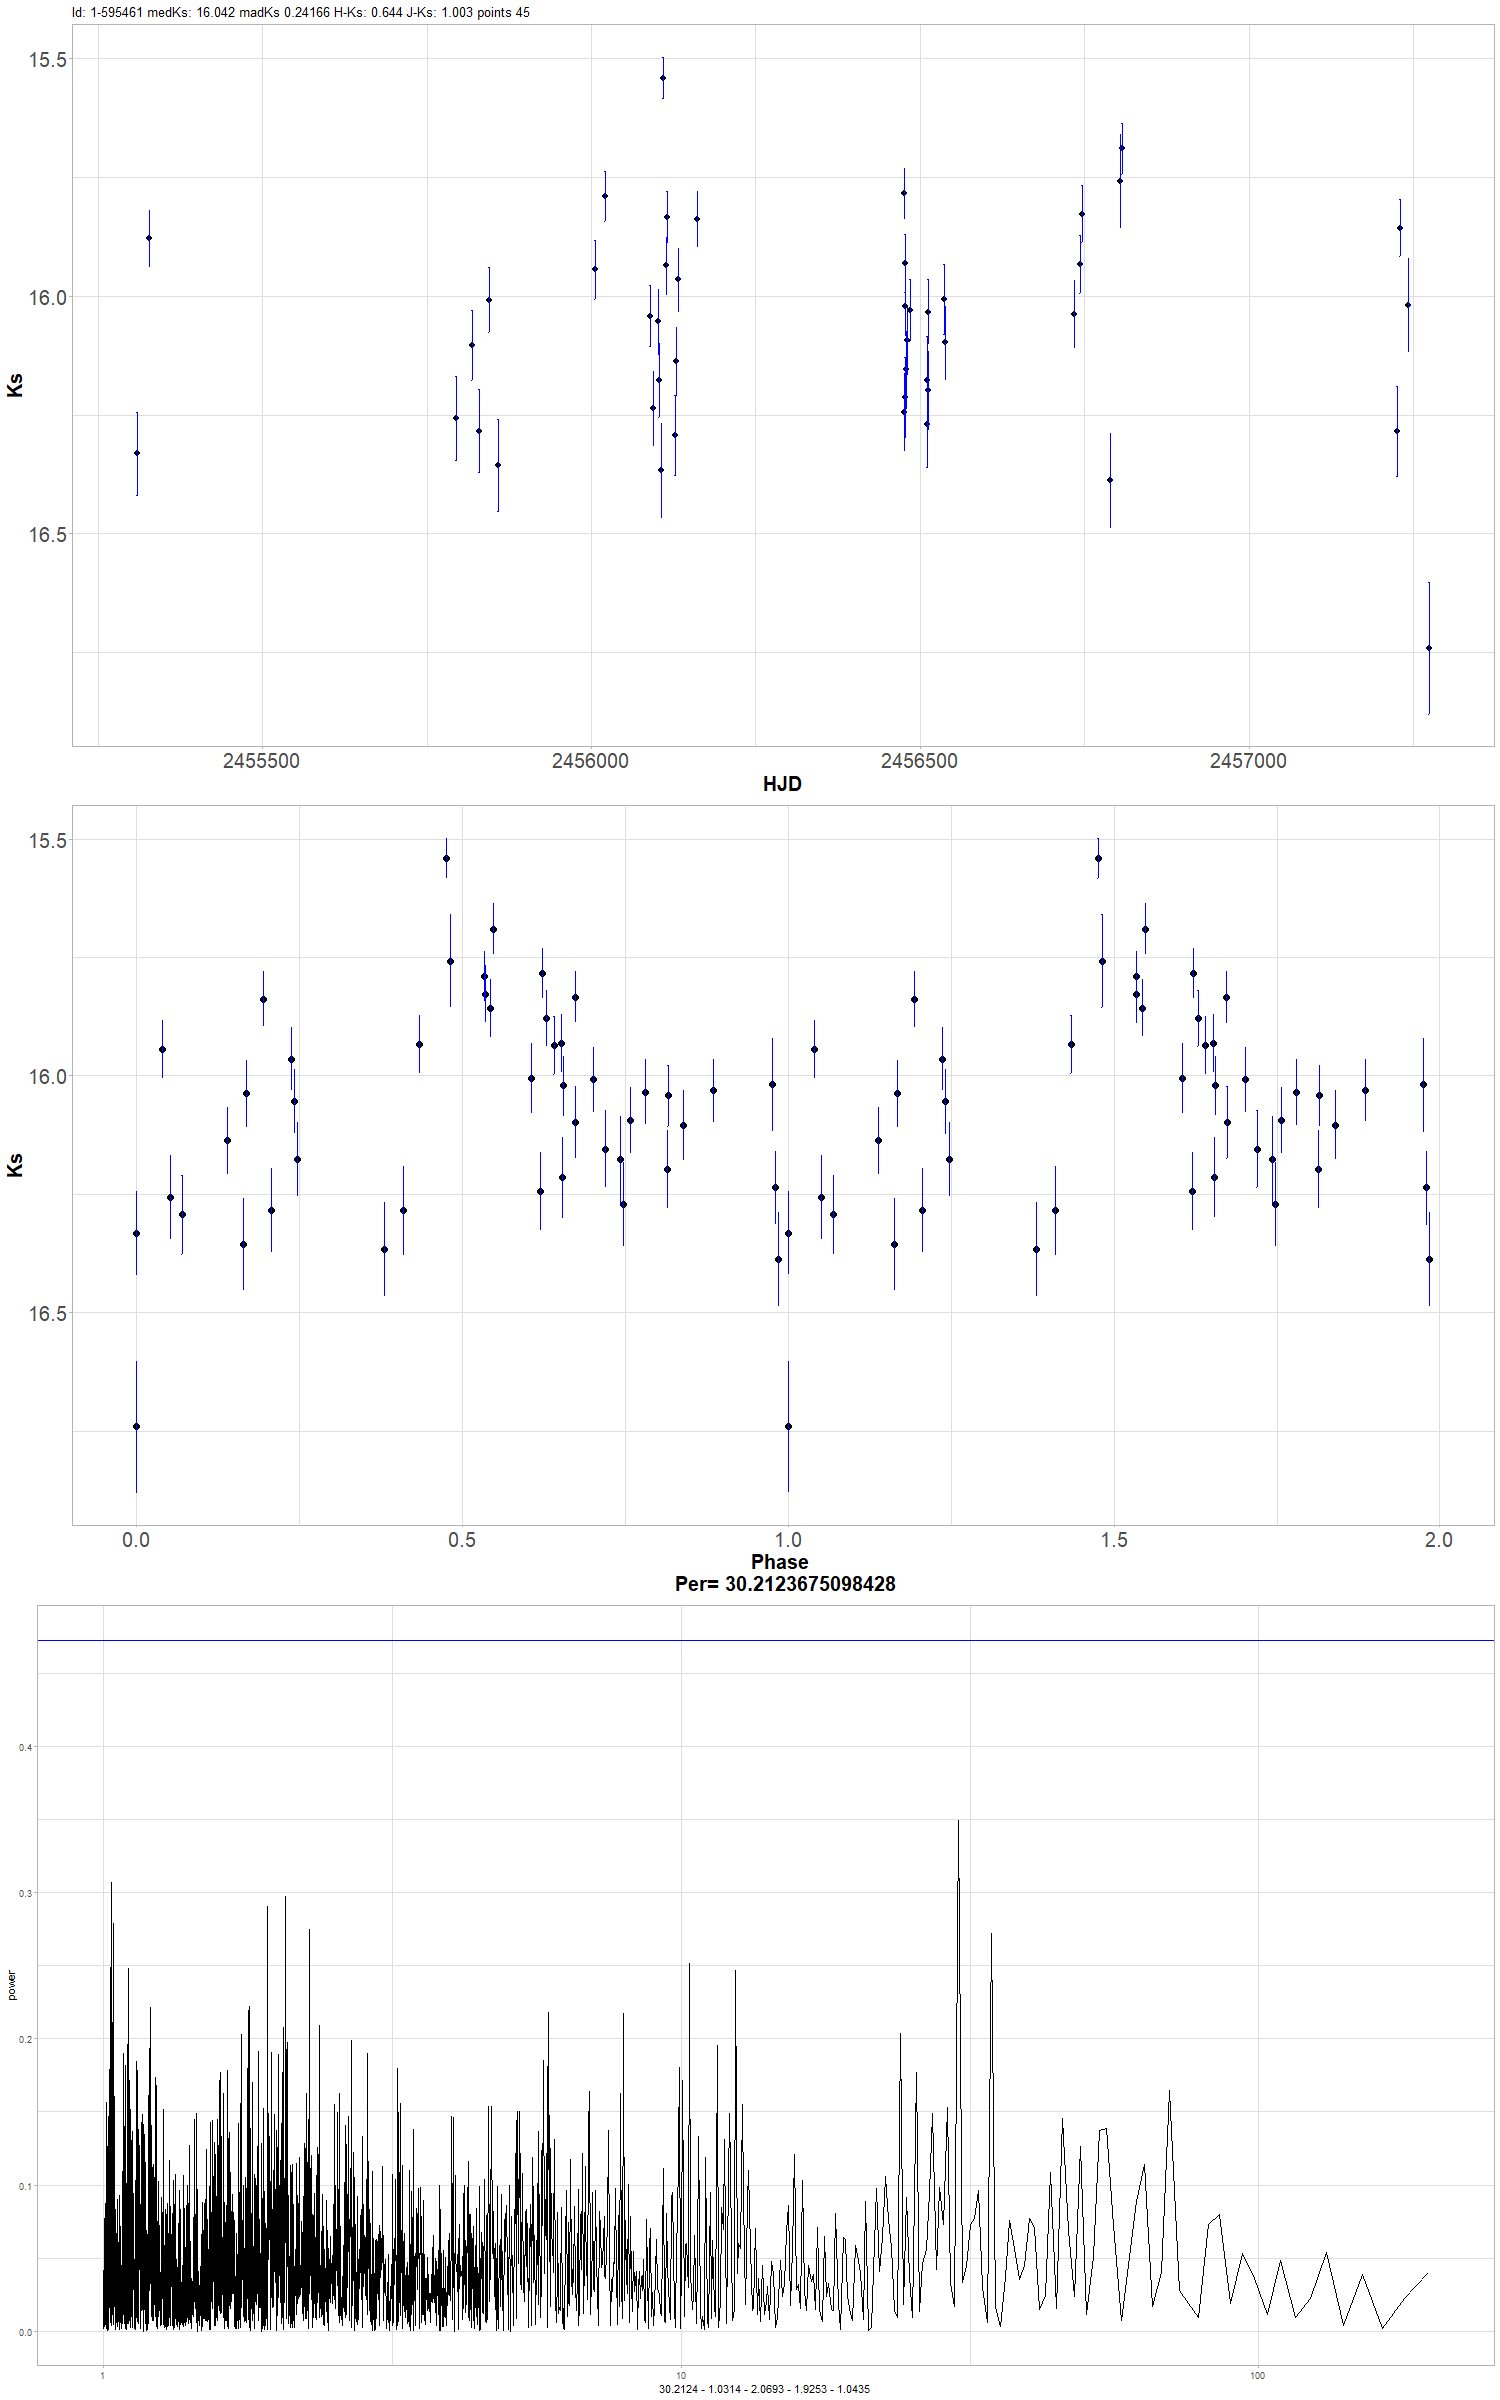 Id: 1-595461 medKs: 16.042 madKs 0.24166 H-Ks: 0.644 J-Ks: 1.003 points 45
15.5
16.0
16.5
Ks
2455500 2456000 2456500 2457000
HJD
15.5
16.0
16.5
Ks
0.0 0.5 1.0 1.5 2.0
Phase
Per= 30.2123675098428
0.4
0.3
0.2
0.1
0.0
power
1 10 100
30.2124 - 1.0314 - 2.0693 - 1.9253 - 1.0435